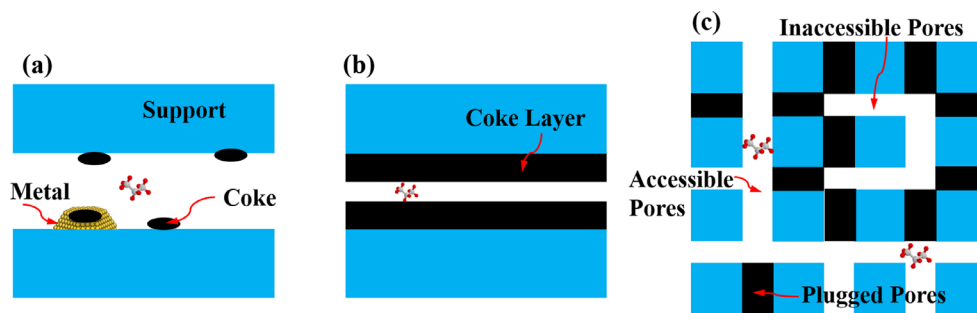 (a)
Support
Metal
Coke
(b)
Coke Layer
(c)
Inaccessible Pores
Accessible
Pores
Plugged Pores